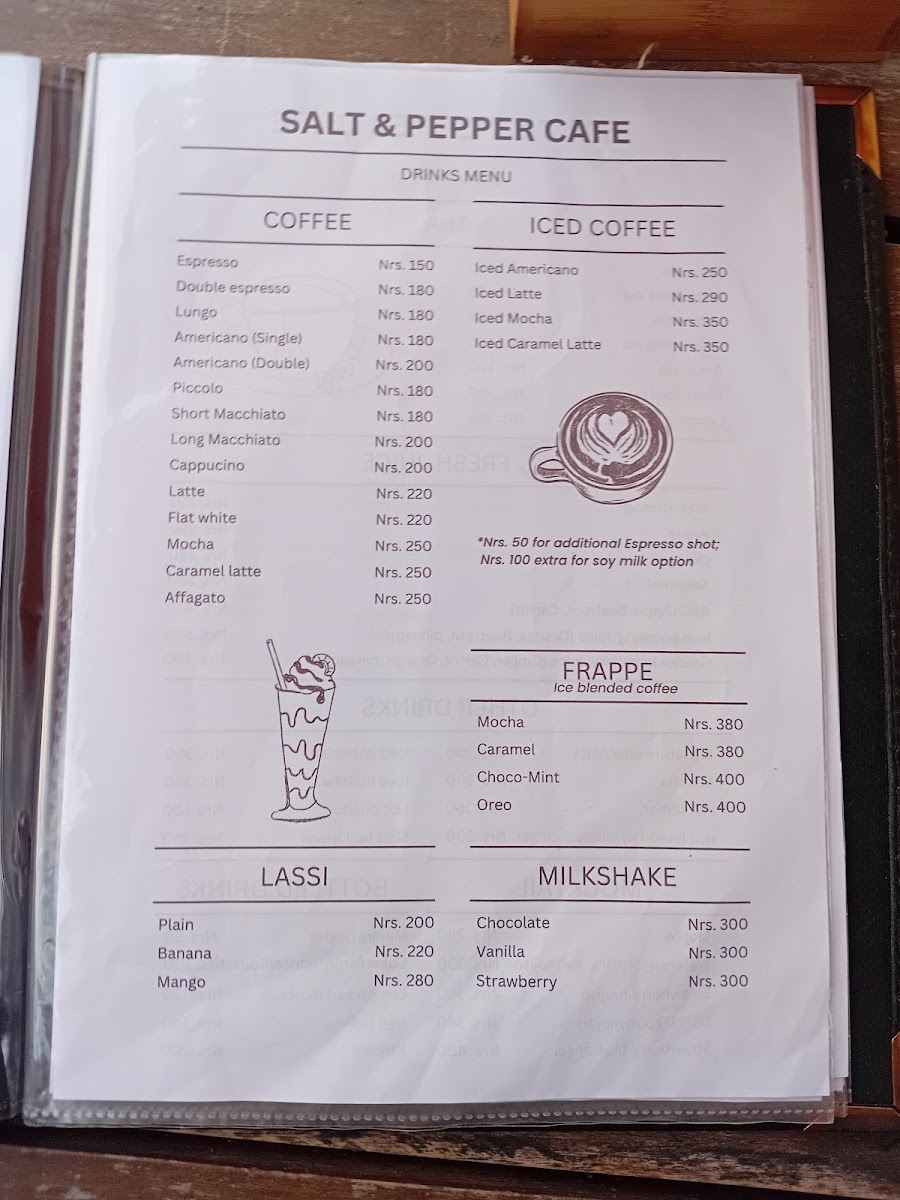 SALT & PEPPER CAFE
DRINKS MENU
COFFEE
Espresso Nrs. 150
Double espresso Nrs. 180
Lungo Nrs. 180
Americano (Single) Nrs. 180
Americano (Double) Nrs. 200
Piccolo Nrs. 180
Short Macchiato Nrs. 180
Long Macchiato Nrs. 200
Cappucino Nrs. 200
Latte Nrs. 220
Flat white Nrs. 220
Mocha Nrs. 250
Caramel latte Nrs. 250
Affagato Nrs. 250
ICED COFFEE
Iced Americano Nrs. 250
Iced Latte Nrs. 290
Iced Mocha Nrs. 350
Iced Caramel Latte Nrs. 350
*Nrs. 50 for additional Espresso shot;
Nrs. 100 extra for soy milk option
FRAPPE
Ice blended coffee
Mocha Nrs. 380
Caramel Nrs. 380
Choco-Mint Nrs. 400
Oreo Nrs. 400
LASSI
Plain Nrs. 200
Banana Nrs. 220
Mango Nrs. 280
MILKSHAKE
Chocolate Nrs. 300
Vanilla Nrs. 300
Strawberry Nrs. 300